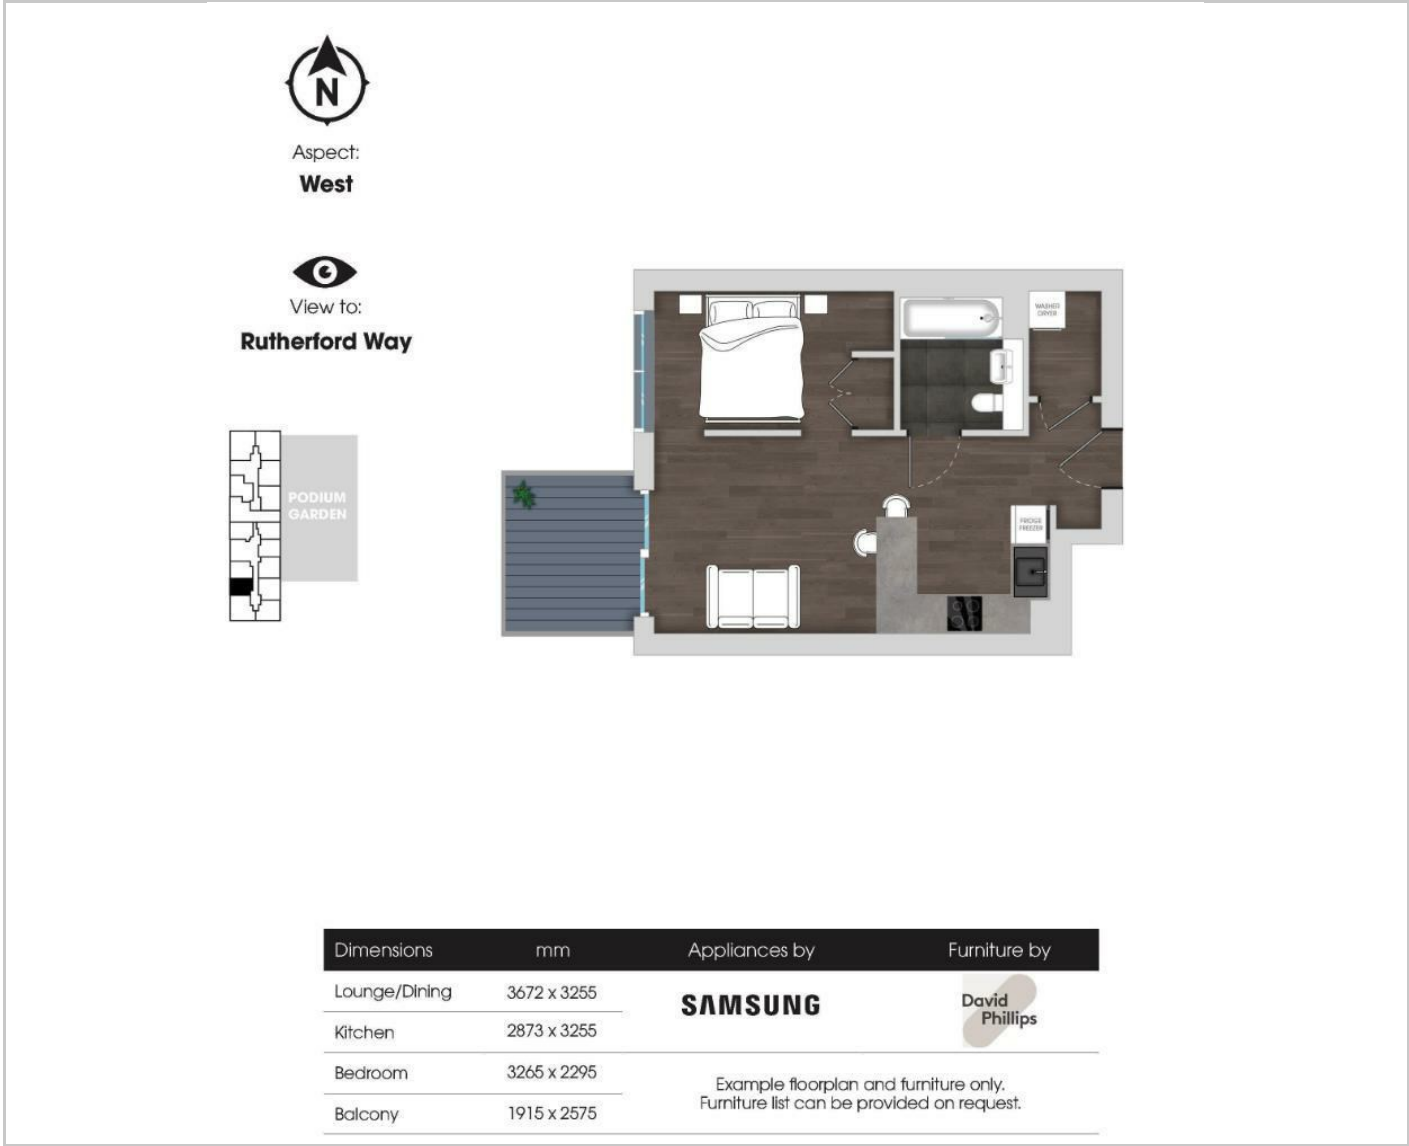 N
Aspect:
West
View to:
Rutherford Way
PODIUM
GARDEN
WASHER
DRYER
FRIDGE
FREEZER
Dimensions mm Appliances by Furniture by
Lounge/Dining 3672 x 3255
SAMSUNG
David
Phillips
Kitchen 2873 x 3255
Bedroom 3265 x 2295
Example floorplan and furniture only.
Furniture list can be provided on request.
Balcony 1915 x 2575